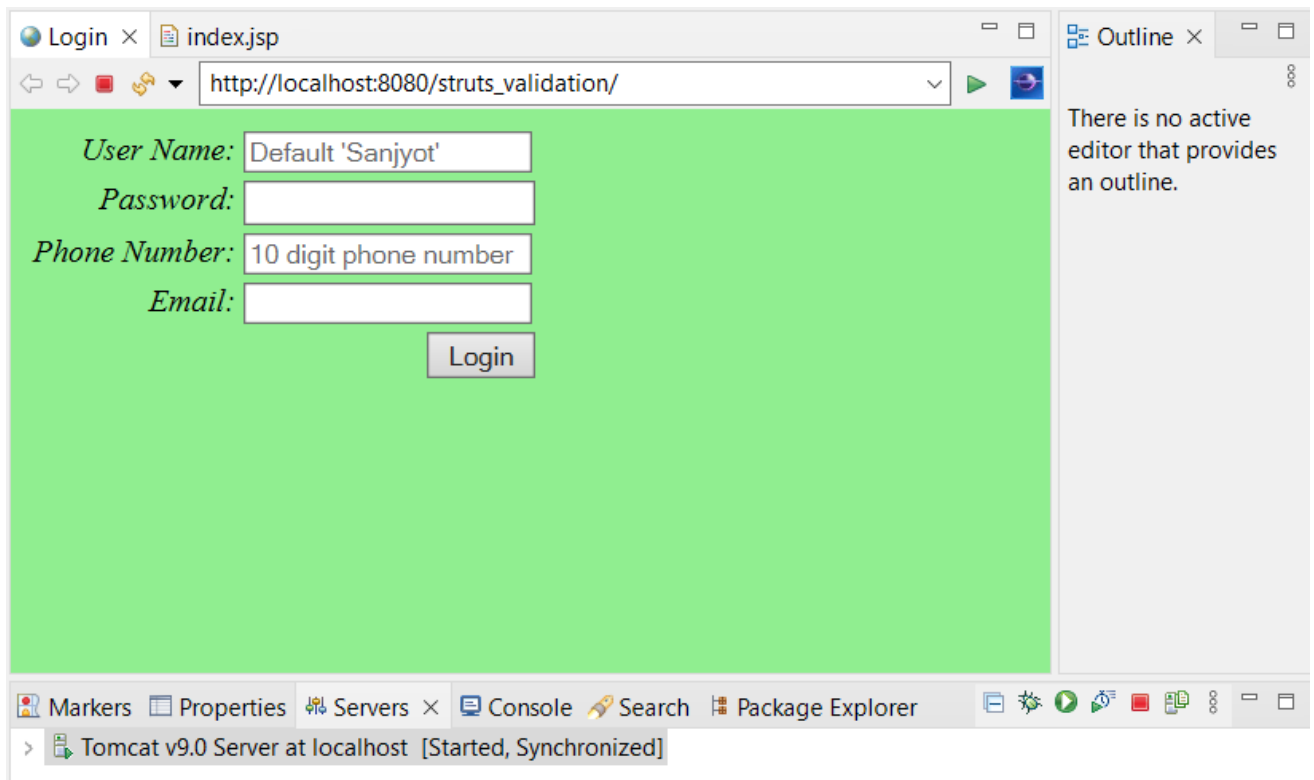 Login index.jsp
Outline
http://localhost:8080/struts_validation/
There is no active
editor that provides
an outline.
User Name: Default 'Sanjyot'
Password:
Phone Number: 10 digit phone number
Email:
Login
Markers Properties Servers Console Search Package Explorer
Tomcat v9.0 Server at localhost [Started, Synchronized]